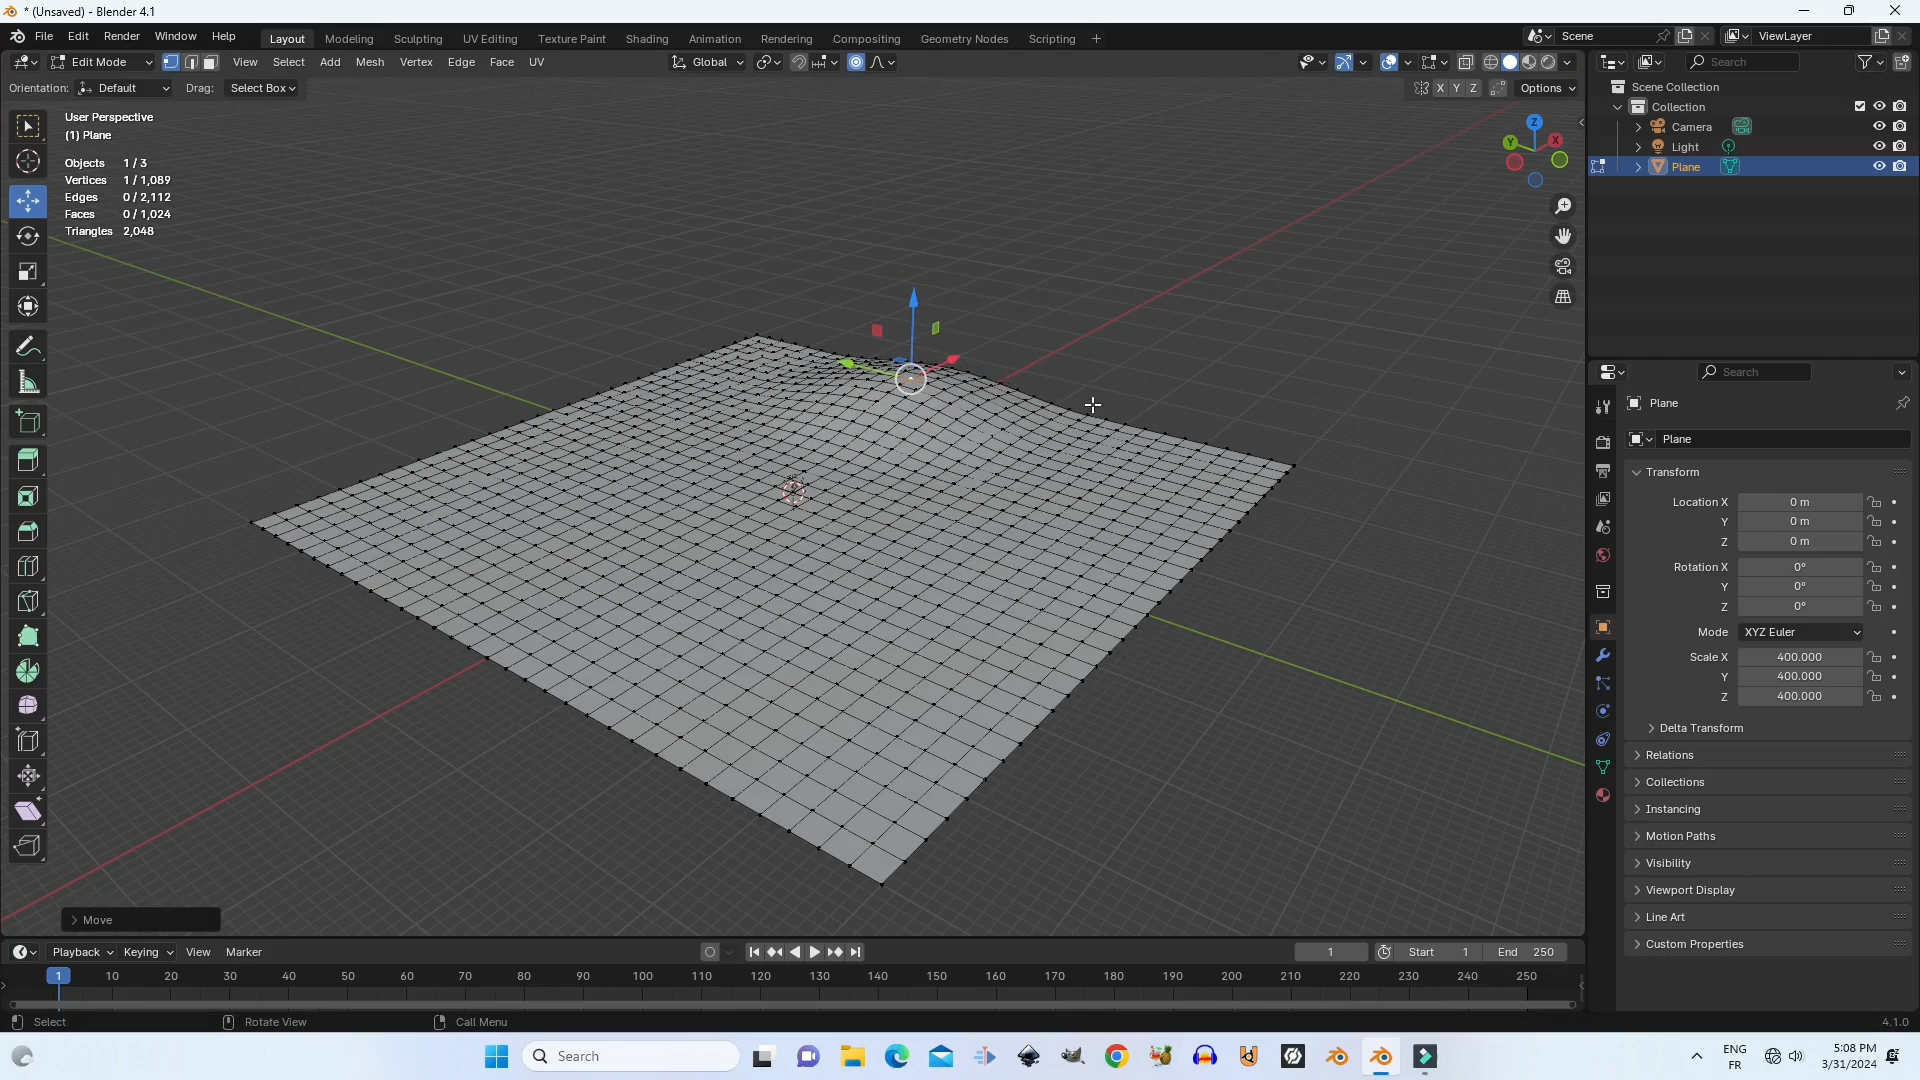 * (Unsaved) - Blender 4.1
File Edit Render Window Help
Layout Modeling Sculpting UV Editing Texture Paint Shading Animation Rendering Compositing Geometry Nodes Scripting +
Scene
ViewLayer
Edit Mode View Select Add Mesh Vertex Edge Face UV
Global
Search
Orientation: Default Drag: Select Box
X Y Z Options
Scene Collection
Collection
Camera
Light
Plane
User Perspective
(1) Plane
Objects 1 / 3
Vertices 1 / 1,089
Edges 0 / 2,112
Faces 0 / 1,024
Triangles 2,048
Z
Y X
Search
Plane
Plane
Transform
Location X 0 m
Y 0 m
Z 0 m
Rotation X 0°
Y 0°
Z 0°
Mode XYZ Euler
Scale X 400.000
Y 400.000
Z 400.000
Delta Transform
Relations
Collections
Instancing
Motion Paths
Visibility
Viewport Display
Line Art
Custom Properties
Move
Playback Keying View Marker
1 Start 1 End 250
1 10 20 30 40 50 60 70 80 90 100 110 120 130 140 150 160 170 180 190 200 210 220 230 240 250
Select Rotate View Call Menu
4.1.0
Search
ENG
FR
5:08 PM
3/31/2024